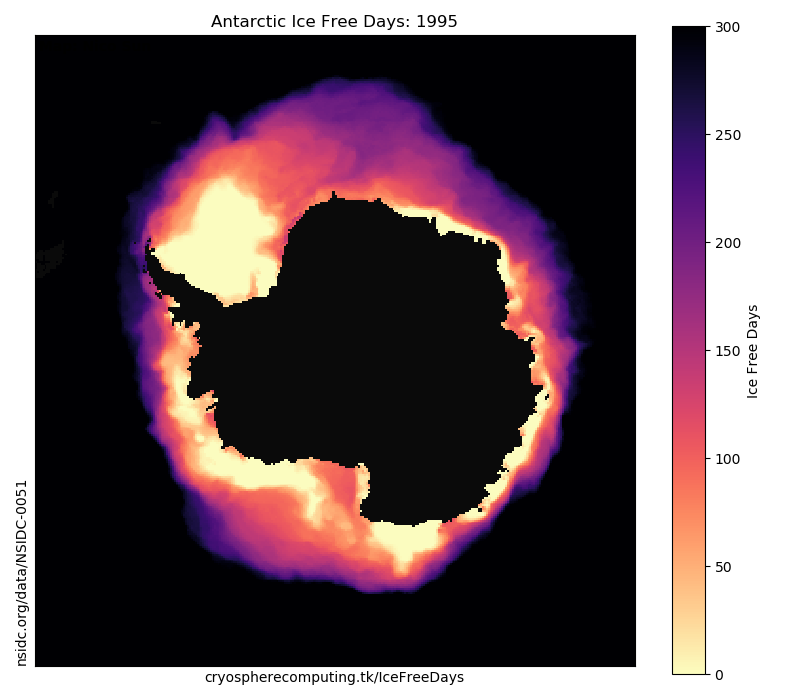 Antarctic Ice Free Days: 1995
300
250
200
150
100
50
0
Ice Free Days
nsidc.org/data/NSIDC-0051
cryospherecomputing.tk/IceFreeDays